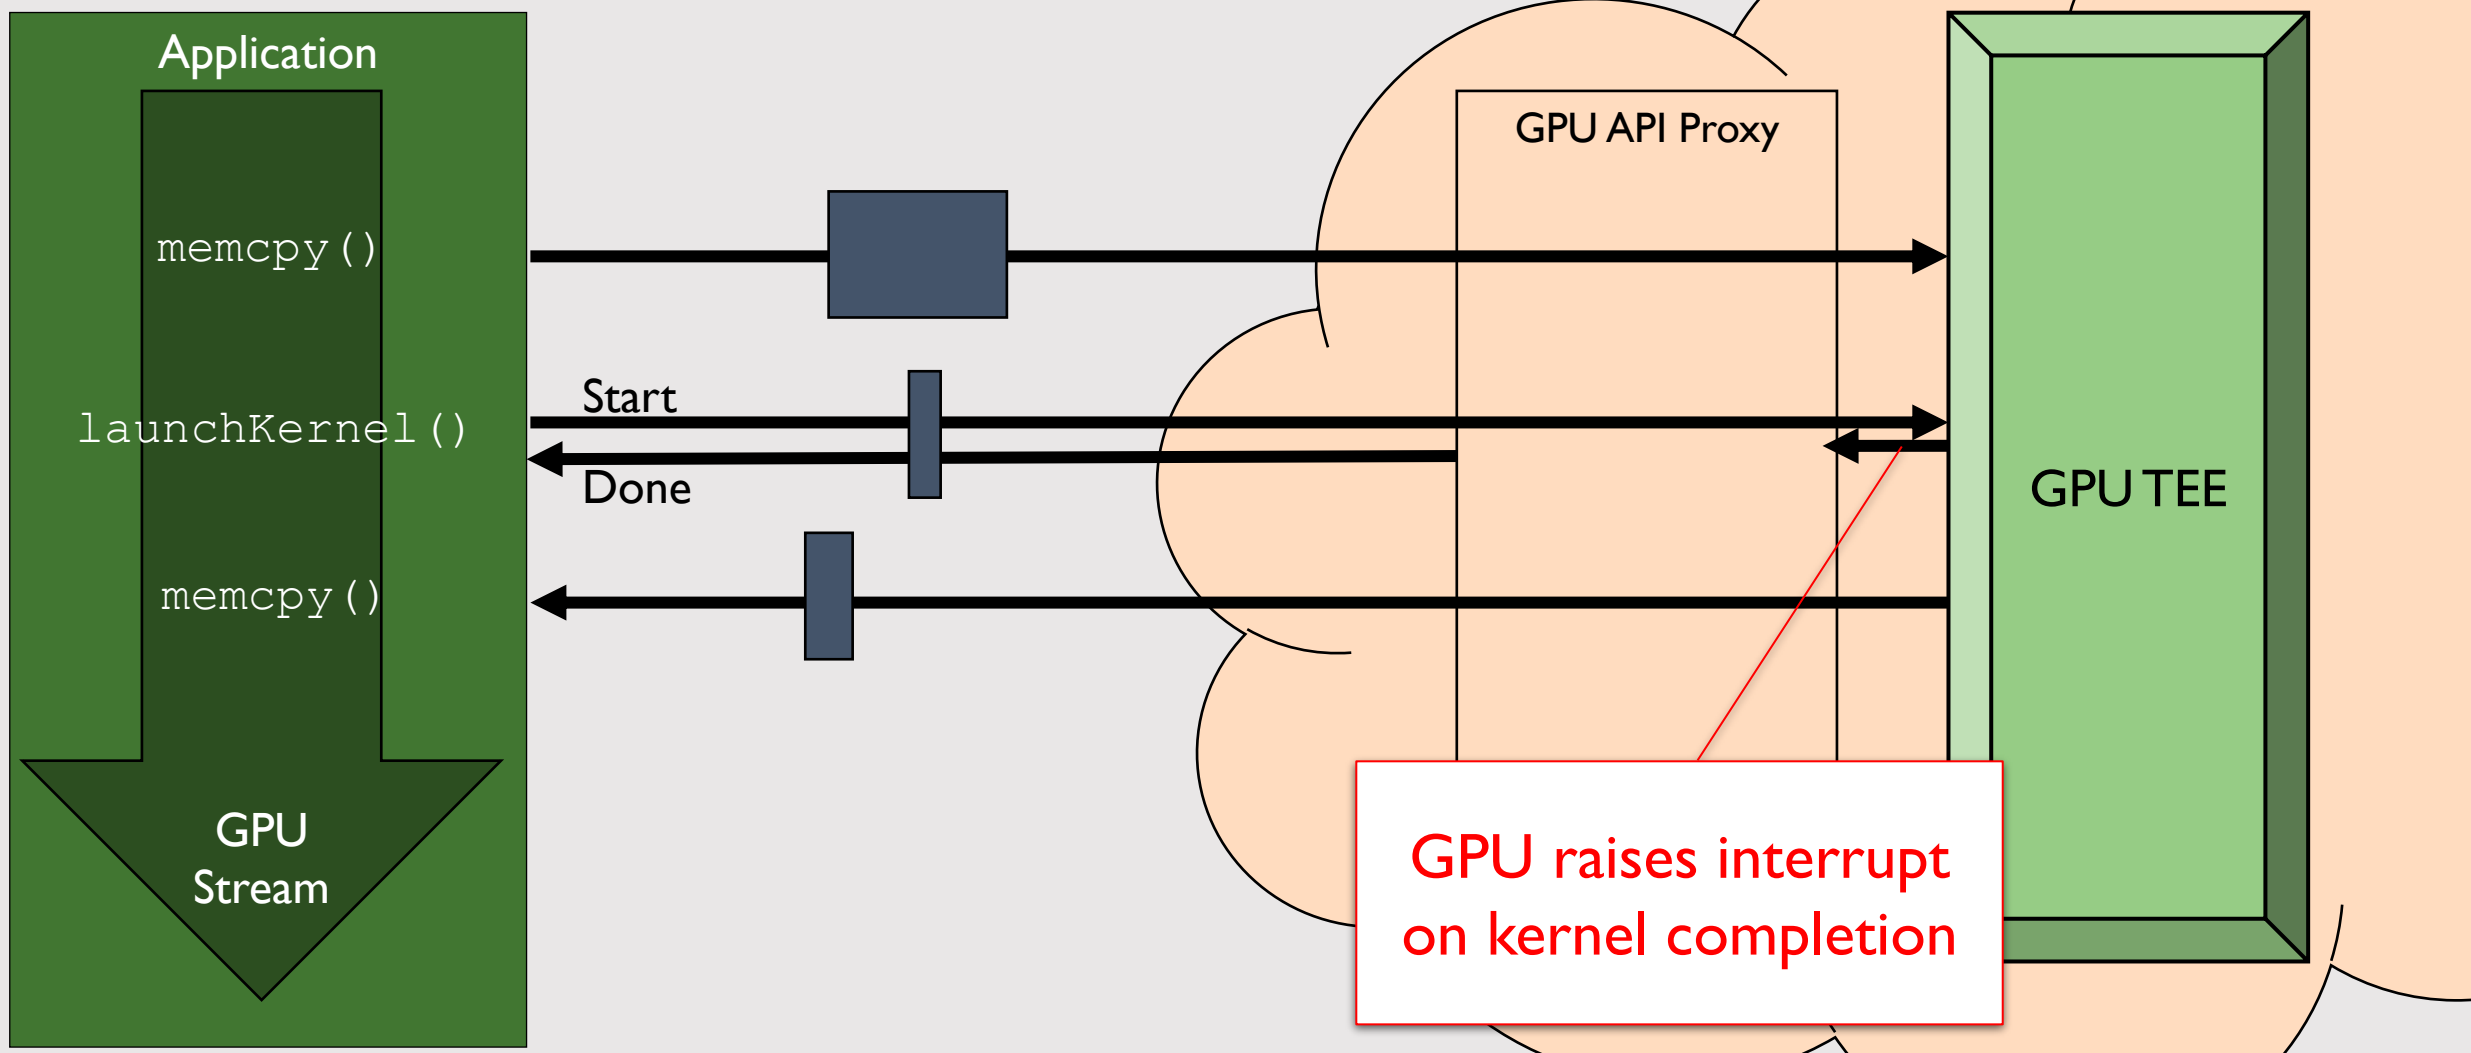 Application
GPU API Proxy
memcpy()
Start
launchKernel()
Done
GPU TEE
memcpy()
GPU
Stream
GPU raises interrupt
on kernel completion